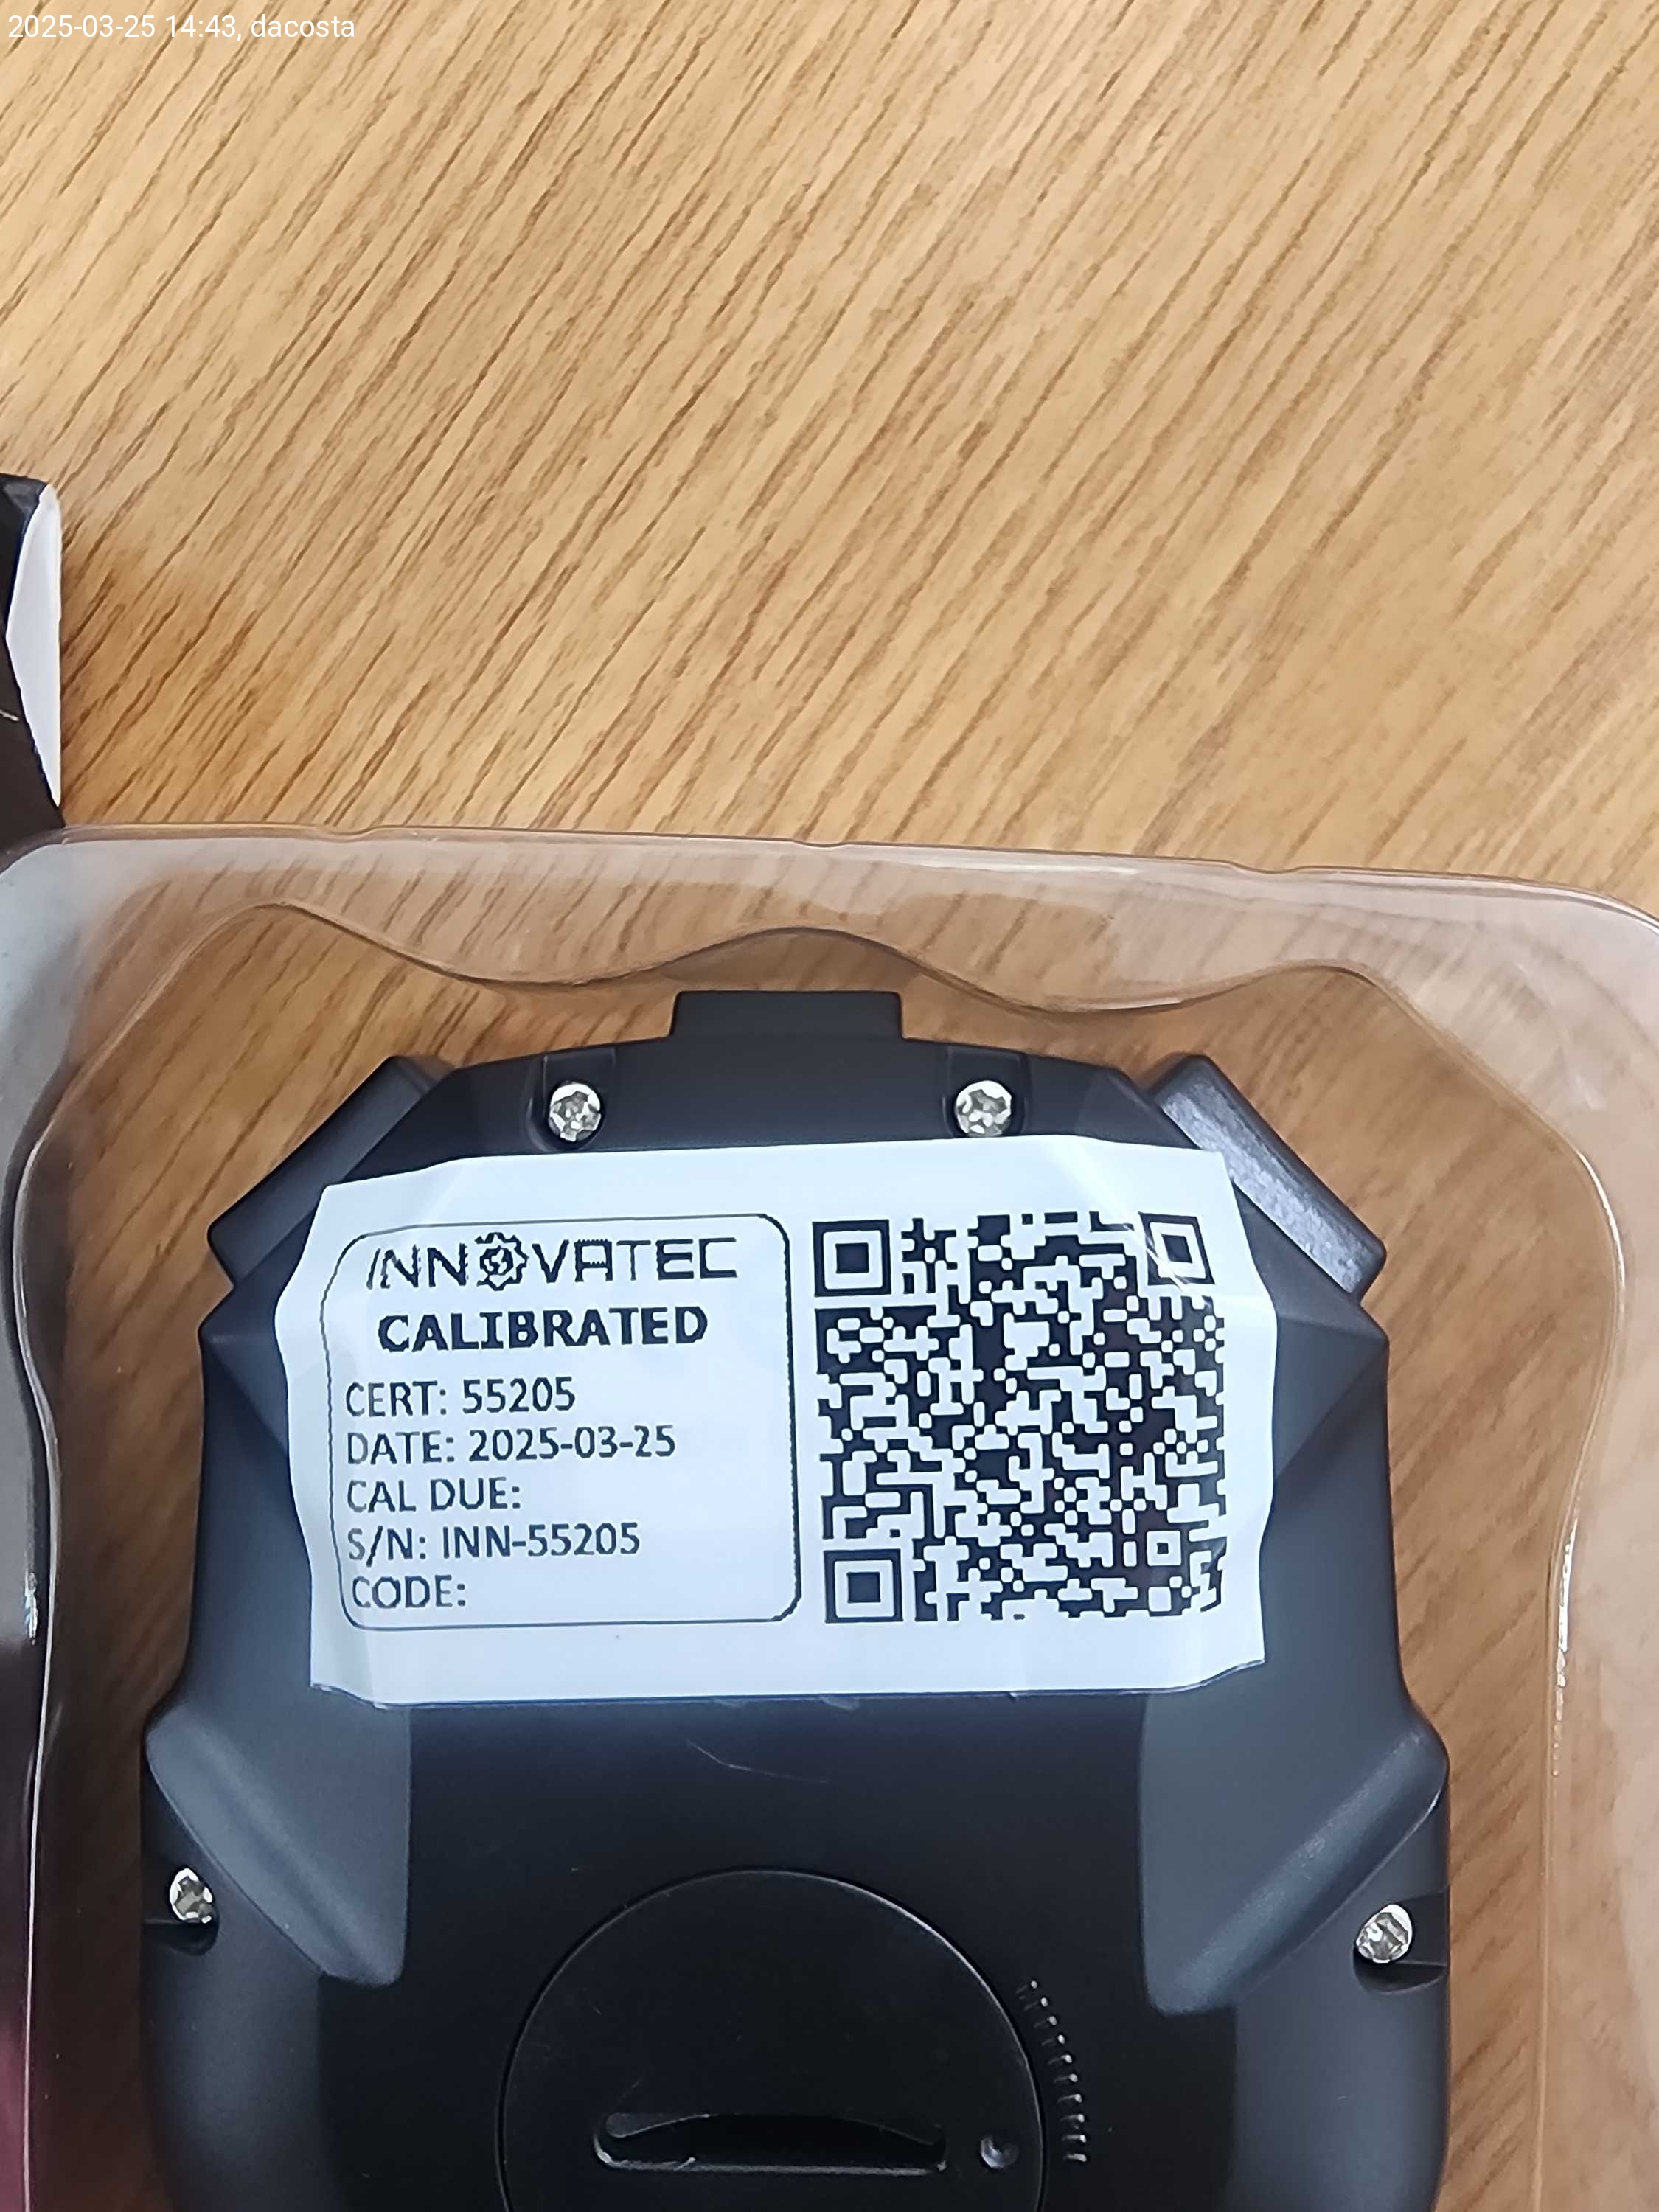 2025-03-25 14:43, dacosta
INNOVATEC
CALIBRATED
CERT: 55205
DATE: 2025-03-25
CAL DUE:
S/N: INN-55205
CODE: